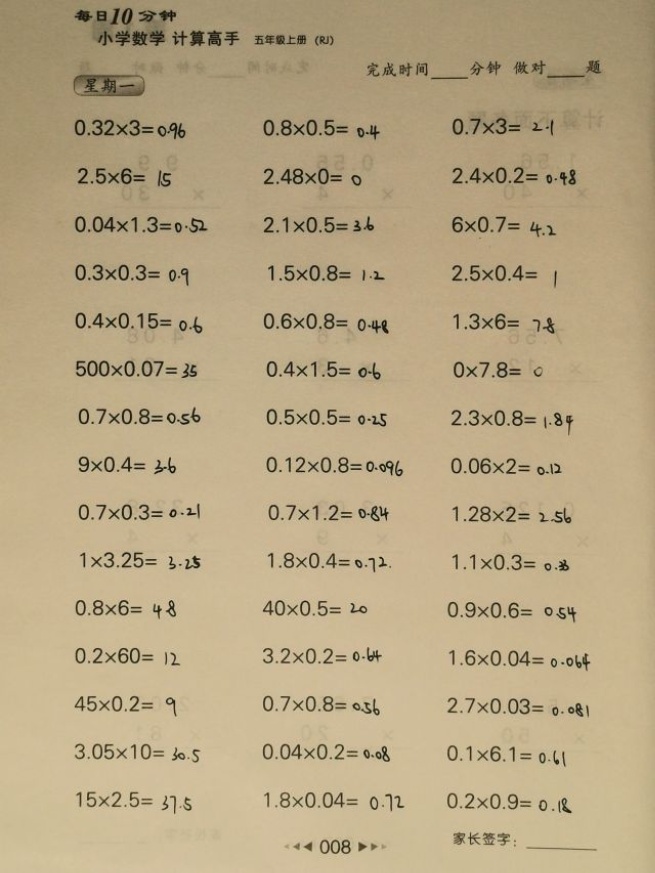 每日10分钟
小学数学 计算高手 五年级上册 (RJ)
完成时间____分钟 做对____题
星期一
0.32×3=0.96 0.8×0.5=0.4 0.7×3=2.1
2.5×6=15 2.48×0=0 2.4×0.2=0.48
0.04×1.3=0.52 2.1×0.5=3.6 6×0.7=4.2
0.3×0.3=0.9 1.5×0.8=1.2 2.5×0.4=1
0.4×0.15=0.6 0.6×0.8=0.48 1.3×6=7.8
500×0.07=35 0.4×1.5=0.6 0×7.8=0
0.7×0.8=0.56 0.5×0.5=0.25 2.3×0.8=1.84
9×0.4=3.6 0.12×0.8=0.096 0.06×2=0.12
0.7×0.3=0.21 0.7×1.2=0.84 1.28×2=2.56
1×3.25=3.25 1.8×0.4=0.72. 1.1×0.3=0.33
0.8×6=4.8 40×0.5=20 0.9×0.6=0.54
0.2×60=12 3.2×0.2=0.64 1.6×0.04=0.064
45×0.2=9 0.7×0.8=0.56 2.7×0.03=0.081
3.05×10=30.5 0.04×0.2=0.08 0.1×6.1=0.61
15×2.5=37.5 1.8×0.04=0.72 0.2×0.9=0.18
008
家长签字：____